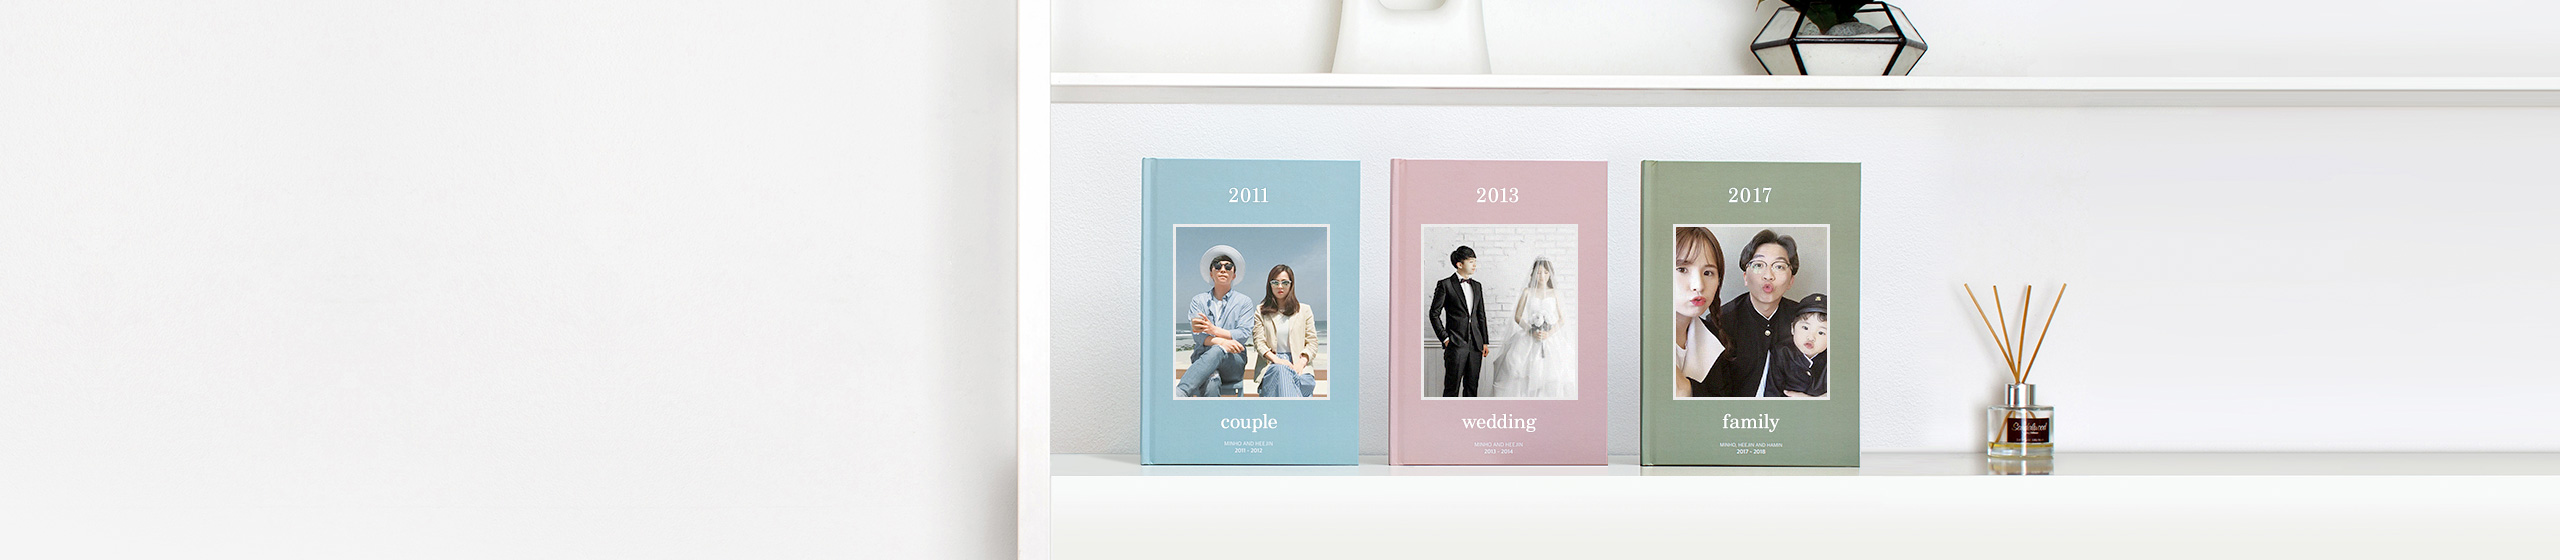 2011
couple
MINHO AND HEEJIN
2011 - 2012
2013
wedding
MINHO AND HEEJIN
2013 - 2014
2017
family
MINHO, HEEJIN AND HAMIN
2017 - 2018